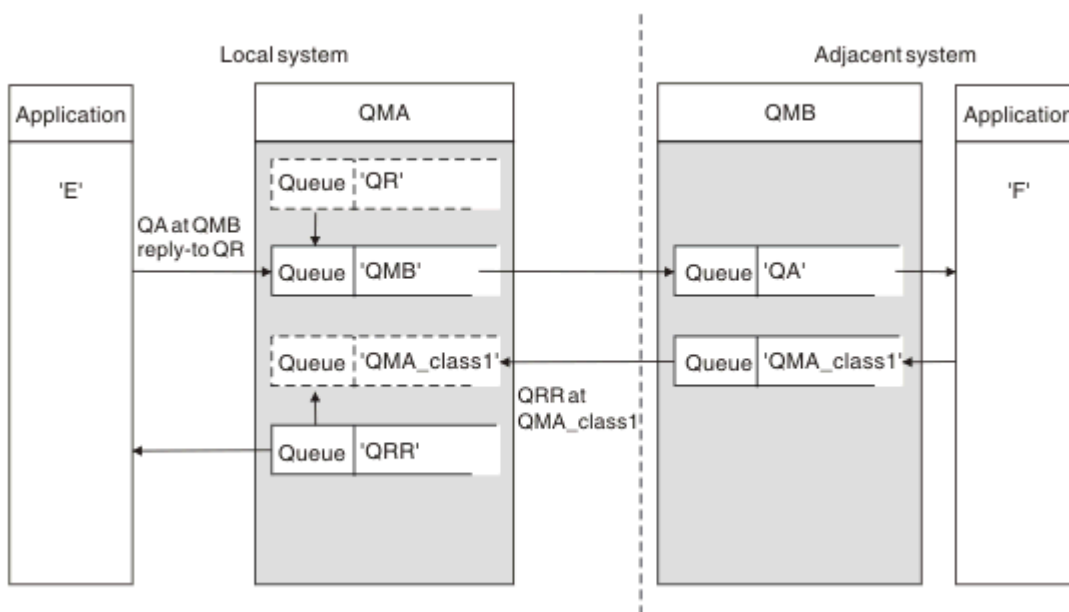 Local system
Adjacent system
Application
QMA
QMB
Application
'E'
Queue 'QR'
'F'
QA at QMB
reply-to QR
Queue 'QMB'
Queue 'QA'
Queue 'QMA_class1'
Queue 'QMA_class1'
QRR at
QMA_class1
Queue 'QRR'